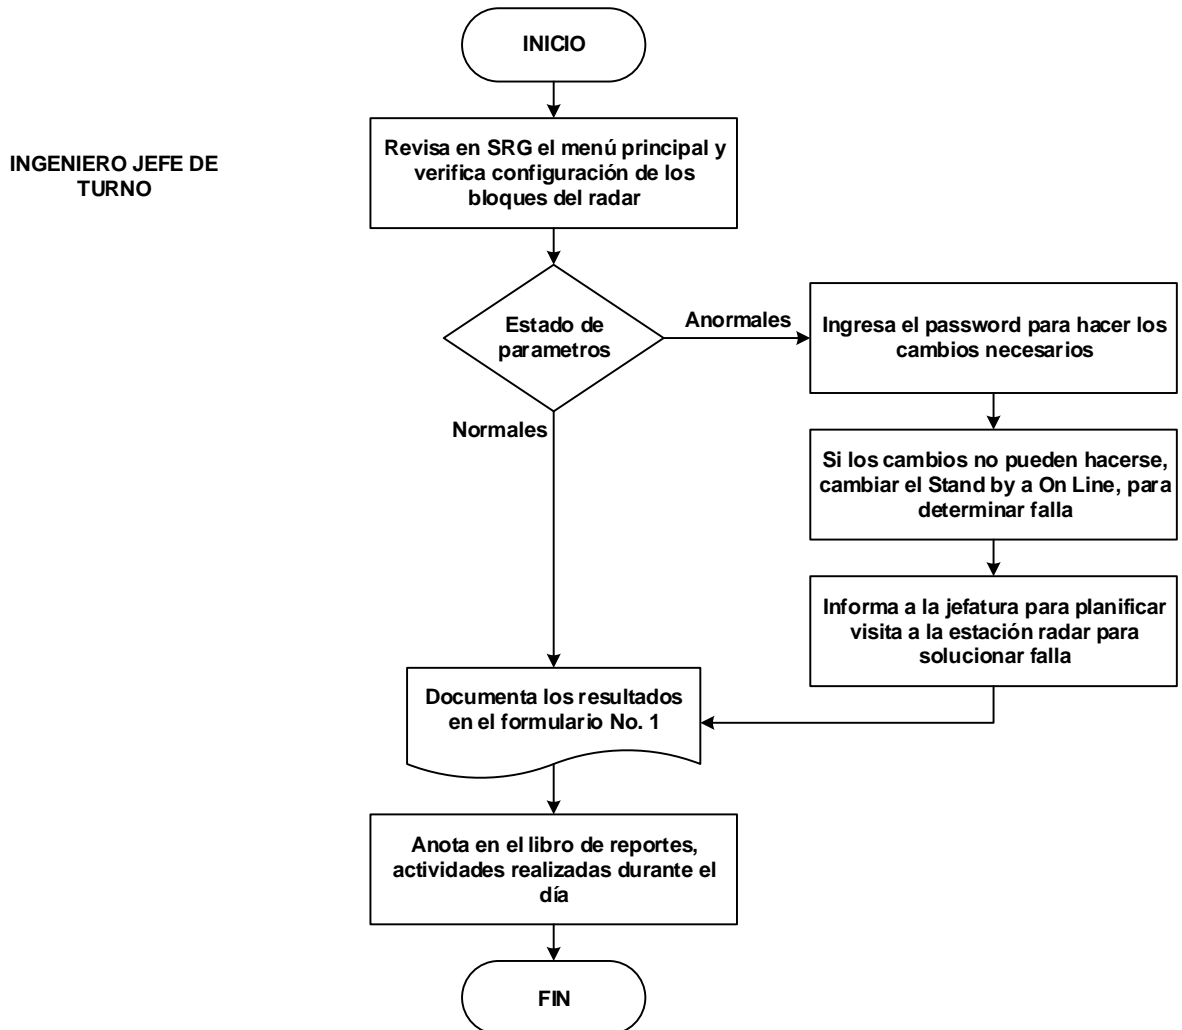 INICIO
INGENIERO JEFE DE
TURNO
Revisa en SRG el menú principal y
verifica configuración de los
bloques del radar
Estado de
parametros
Anormales
Ingresa el password para hacer los
cambios necesarios
Normales
Si los cambios no pueden hacerse,
cambiar el Stand by a On Line, para
determinar falla
Informa a la jefatura para planificar
visita a la estación radar para
solucionar falla
Documenta los resultados
en el formulario No. 1
Anota en el libro de reportes,
actividades realizadas durante el
día
FIN